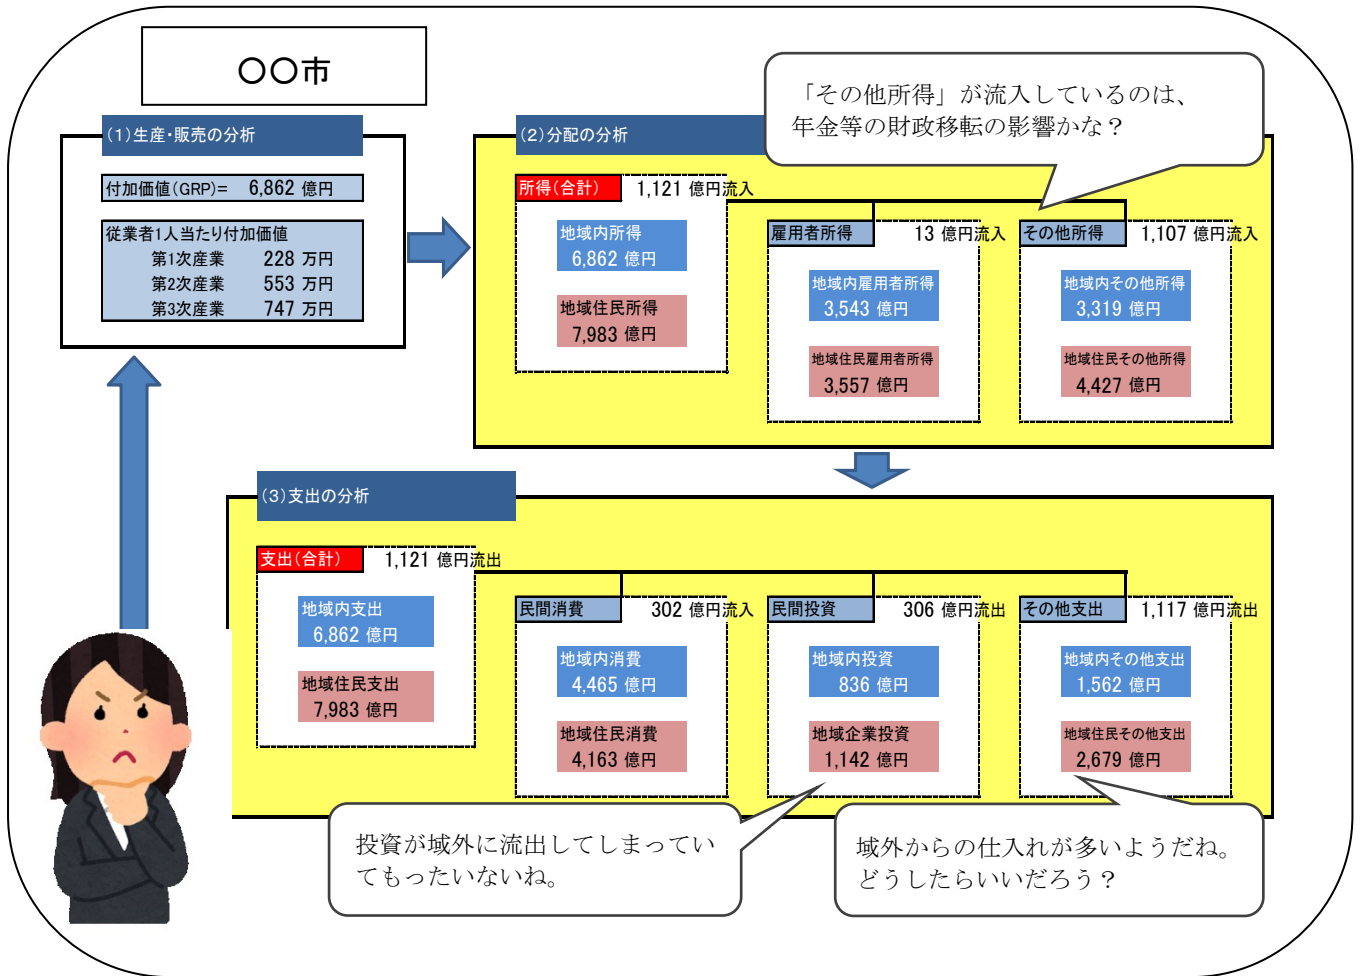 〇〇市
「その他所得」が流入しているのは、
年金等の財政移転の影響かな？
(1)生産・販売の分析
付加価値(GRP)= 6,862 億円
従業者1人当たり付加価値
第1次産業 228 万円
第2次産業 553 万円
第3次産業 747 万円
(2)分配の分析
所得(合計) 1,121 億円流入
地域内所得
6,862 億円
地域住民所得
7,983 億円
雇用者所得 13 億円流入
地域内雇用者所得
3,543 億円
地域住民雇用者所得
3,557 億円
その他所得 1,107 億円流入
地域内その他所得
3,319 億円
地域住民その他所得
4,427 億円
(3)支出の分析
支出(合計) 1,121 億円流出
地域内支出
6,862 億円
地域住民支出
7,983 億円
民間消費 302 億円流入
地域内消費
4,465 億円
地域住民消費
4,163 億円
民間投資 306 億円流出
地域内投資
836 億円
地域企業投資
1,142 億円
その他支出 1,117 億円流出
地域内その他支出
1,562 億円
地域住民その他支出
2,679 億円
投資が域外に流出してしまってい
てもったいないね。
域外からの仕入れが多いようだね。
どうしたらいいだろう？